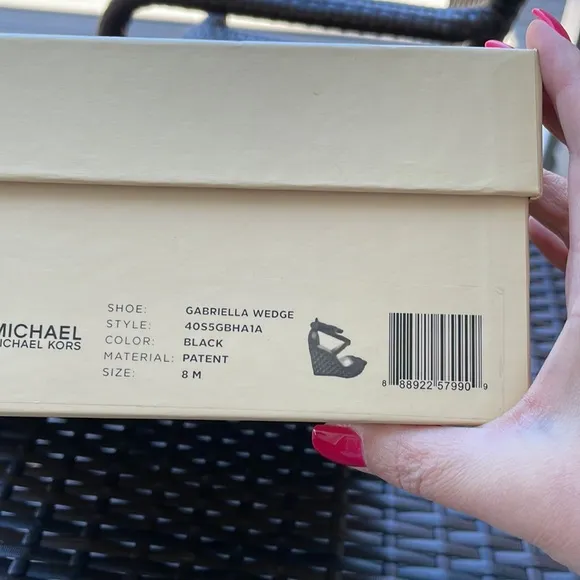 MICHAEL
MICHAEL KORS
SHOE: GABRIELLA WEDGE
STYLE: 40S5GBHA1A
COLOR: BLACK
MATERIAL: PATENT
SIZE: 8 M
8 88922 57990 9